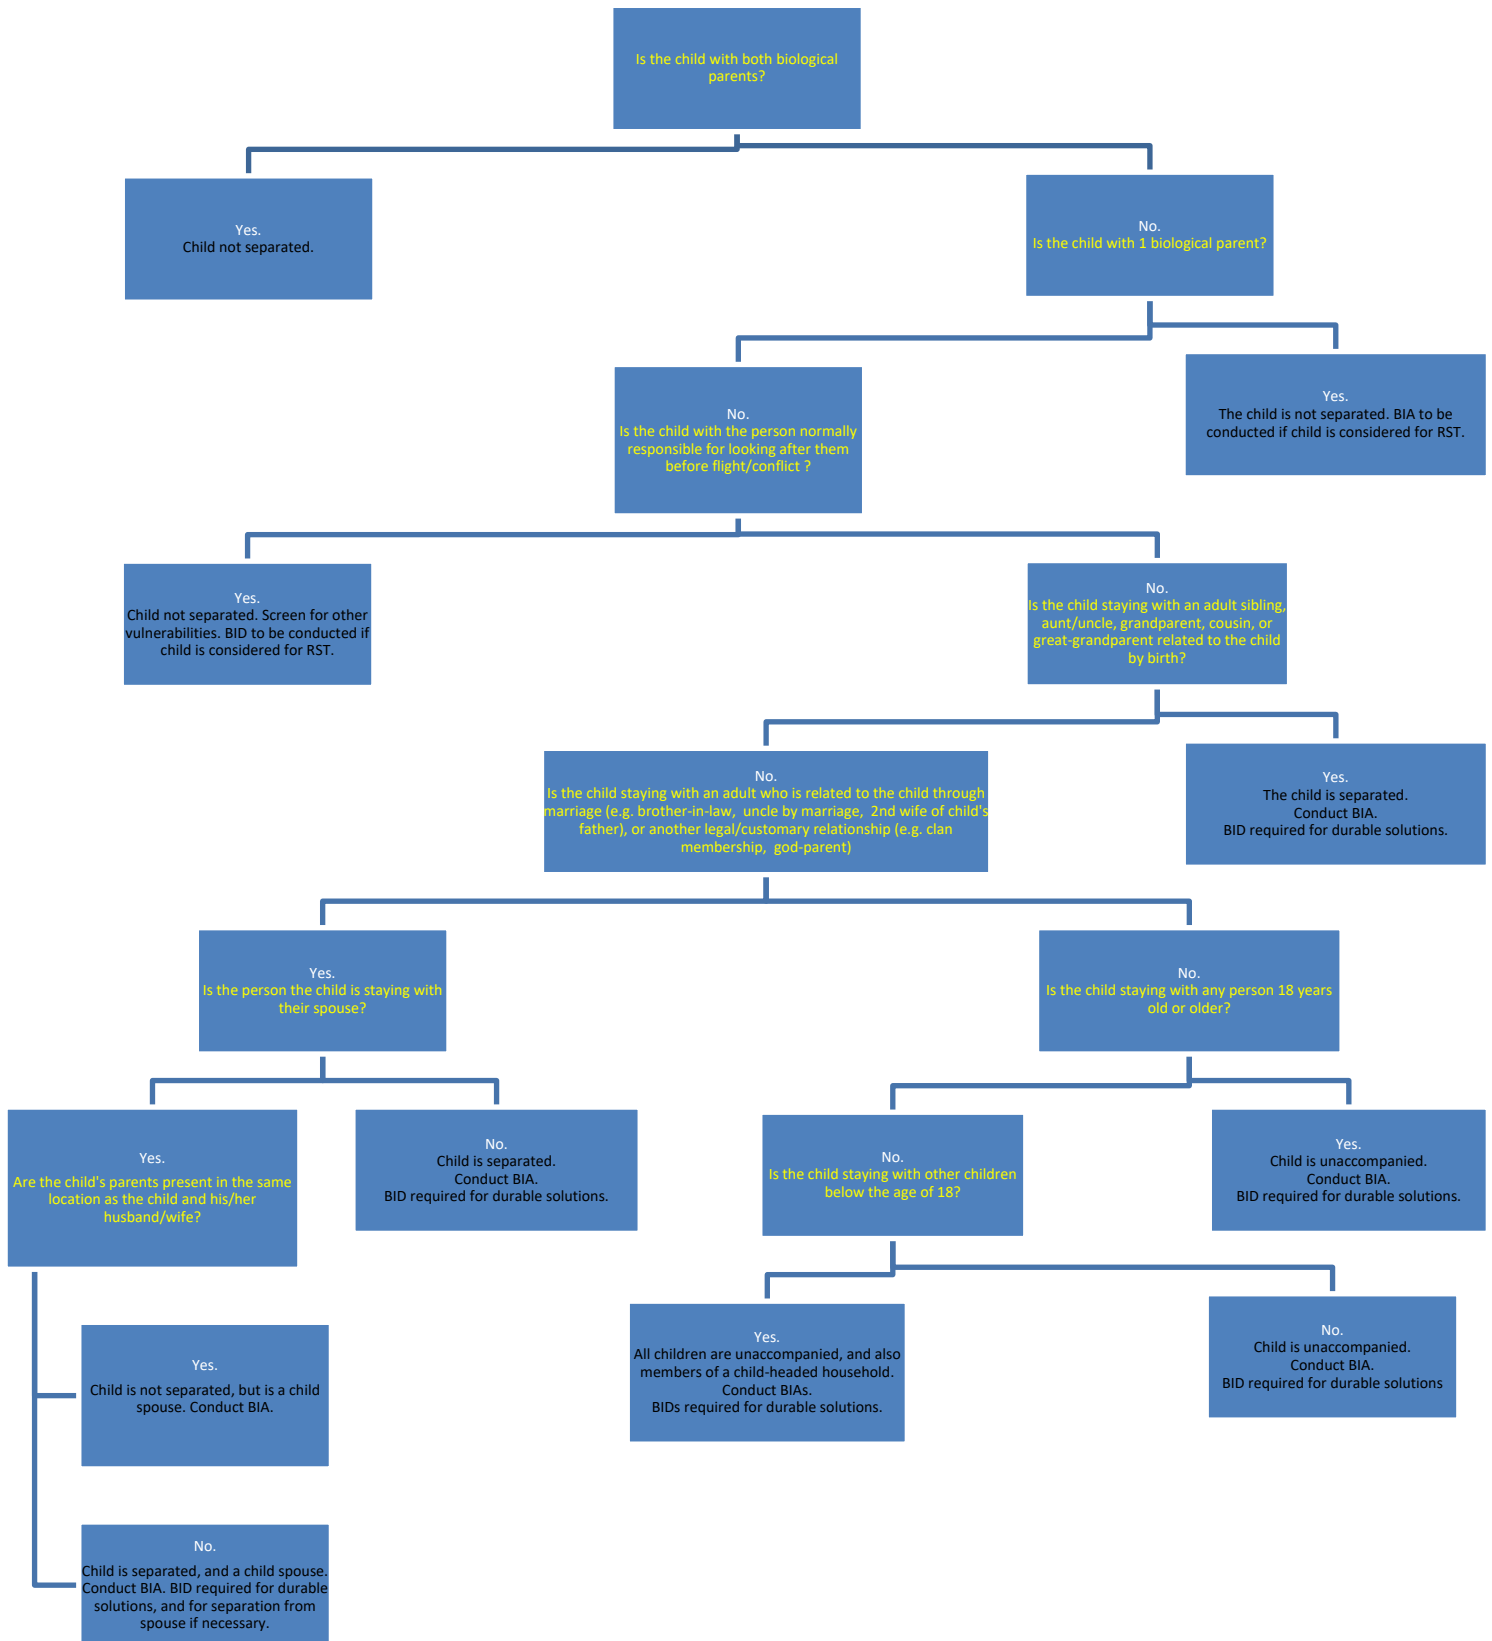 Is the child with both biological
parents?
Yes.
Child not separated.
No.
Is the child with 1 biological parent?
No.
Is the child with the person normally
responsible for looking after them
before flight/conflict ?
Yes.
The child is not separated. BIA to be
conducted if child is considered for RST.
Yes.
Child not separated. Screen for other
vulnerabilities. BID to be conducted if
child is considered for RST.
No.
Is the child staying with an adult sibling,
aunt/uncle, grandparent, cousin, or
great-grandparent related to the child
by birth?
No.
Is the child staying with an adult who is related to the child through
marriage (e.g. brother-in-law, uncle by marriage, 2nd wife of child's
father), or another legal/customary relationship (e.g. clan
membership, god-parent)
Yes.
The child is separated.
Conduct BIA.
BID required for durable solutions.
Yes.
Is the person the child is staying with
their spouse?
No.
Is the child staying with any person 18 years
old or older?
Yes.
Are the child's parents present in the same
location as the child and his/her
husband/wife?
No.
Child is separated.
Conduct BIA.
BID required for durable solutions.
No.
Is the child staying with other children
below the age of 18?
Yes.
Child is unaccompanied.
Conduct BIA.
BID required for durable solutions.
Yes.
Child is not separated, but is a child
spouse. Conduct BIA.
Yes.
All children are unaccompanied, and also
members of a child-headed household.
Conduct BIAs.
BIDs required for durable solutions.
No.
Child is unaccompanied.
Conduct BIA.
BID required for durable solutions
No.
Child is separated, and a child spouse.
Conduct BIA. BID required for durable
solutions, and for separation from
spouse if necessary.